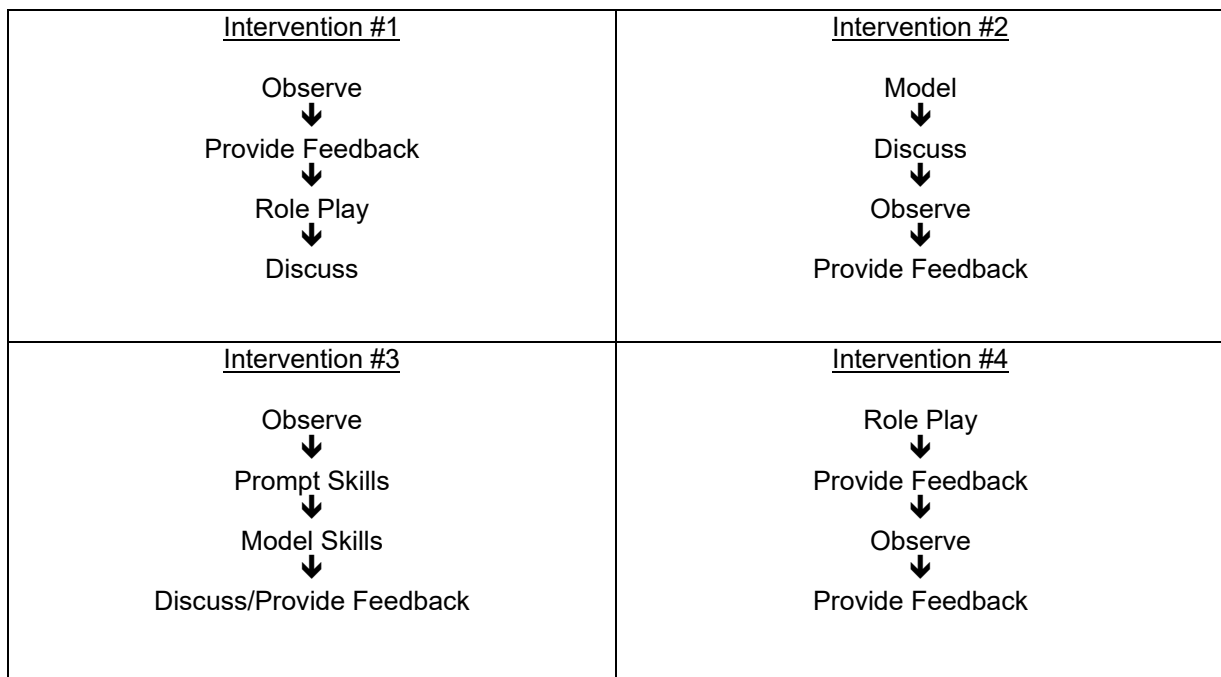 Intervention #1
Observe
🡻
Provide Feedback
🡻
Role Play
🡻
Discuss
Intervention #2
Model
🡻
Discuss
🡻
Observe
🡻
Provide Feedback
Intervention #3
Observe
🡻
Prompt Skills
🡻
Model Skills
🡻
Discuss/Provide Feedback
Intervention #4
Role Play
🡻
Provide Feedback
🡻
Observe
🡻
Provide Feedback